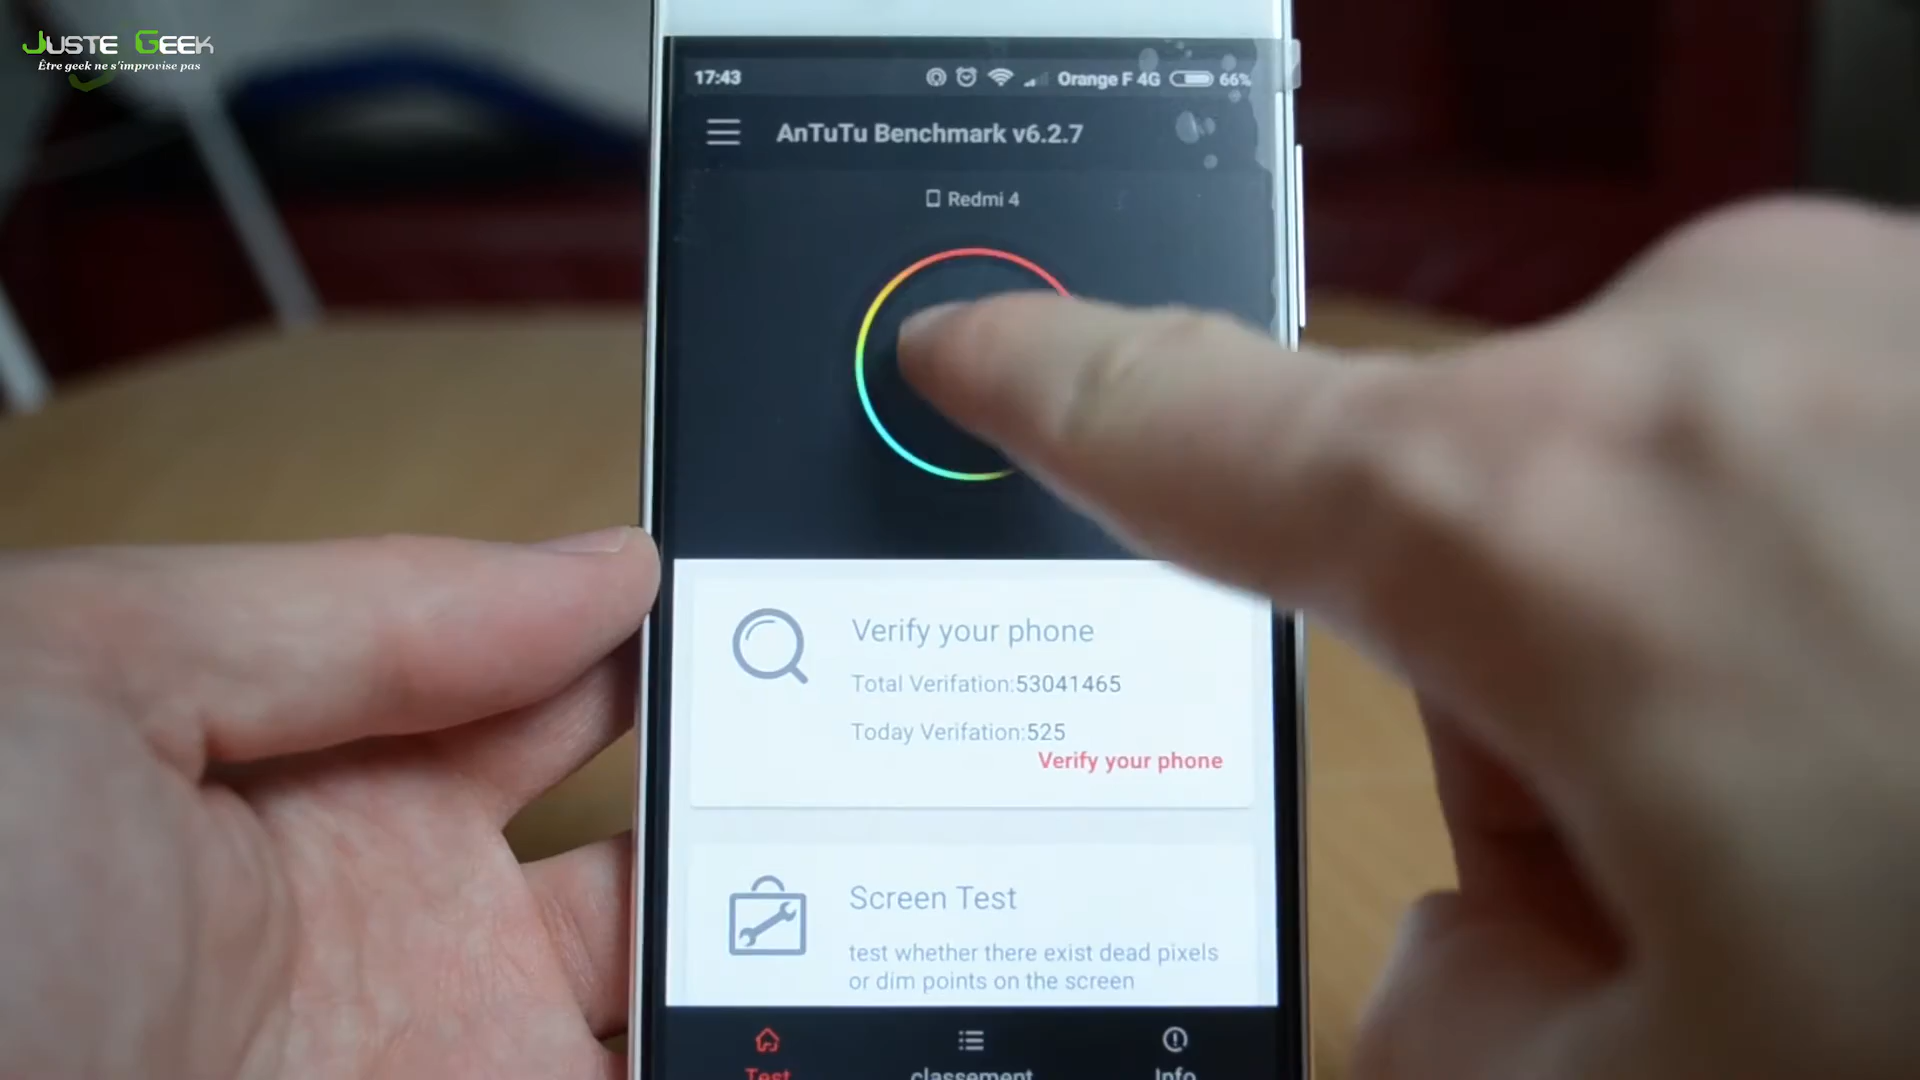 JUSTE GEEK
Être geek ne s'improvise pas
17:43
Orange F 4G
66%
AnTuTu Benchmark v6.2.7
Redmi 4
Verify your phone
Total Verifation:53041465
Today Verifation:525
Verify your phone
Screen Test
test whether there exist dead pixels
or dim points on the screen
Test
classement
Info